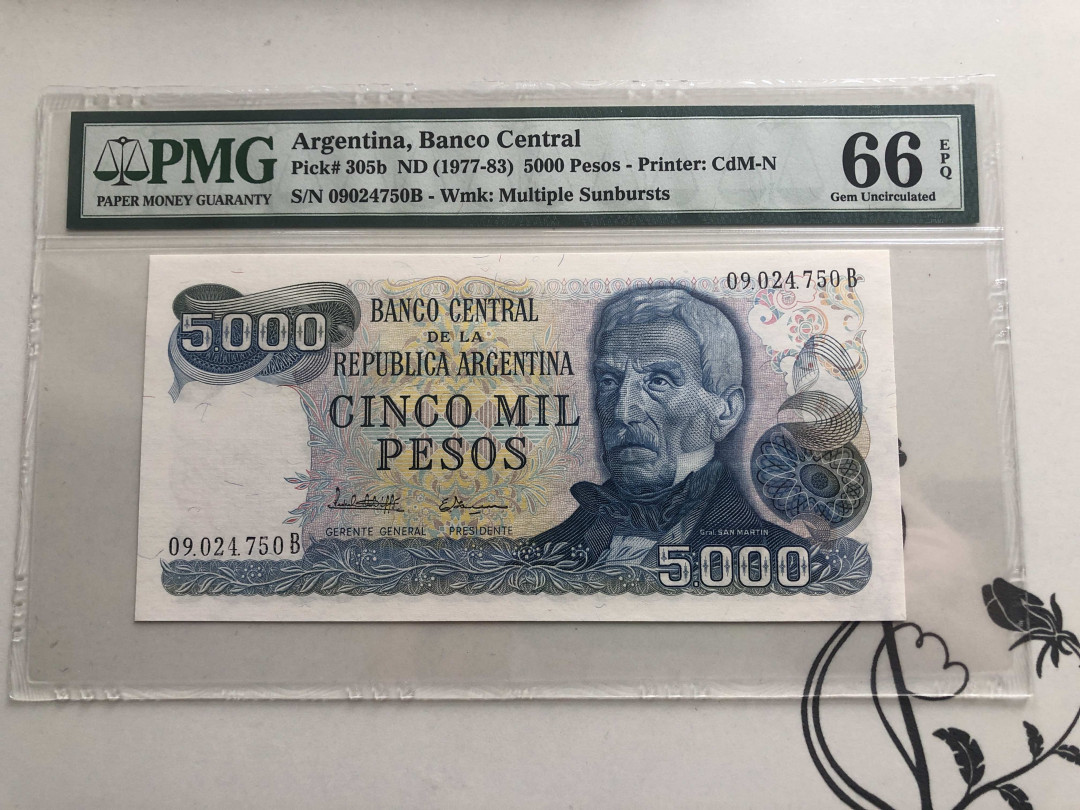 PMG
PAPER MONEY GUARANTY
Argentina, Banco Central
Pick# 305b ND (1977-83) 5000 Pesos - Printer: CdM-N
S/N 09024750B - Wmk: Multiple Sunbursts
66
EPQ
Gem Uncirculated
09.024.750 B
5.000
BANCO CENTRAL
DE LA
REPUBLICA ARGENTINA
CINCO MIL
PESOS
GERENTE GENERAL PRESIDENTE
Gral. SAN MARTIN
09.024.750 B
5.000